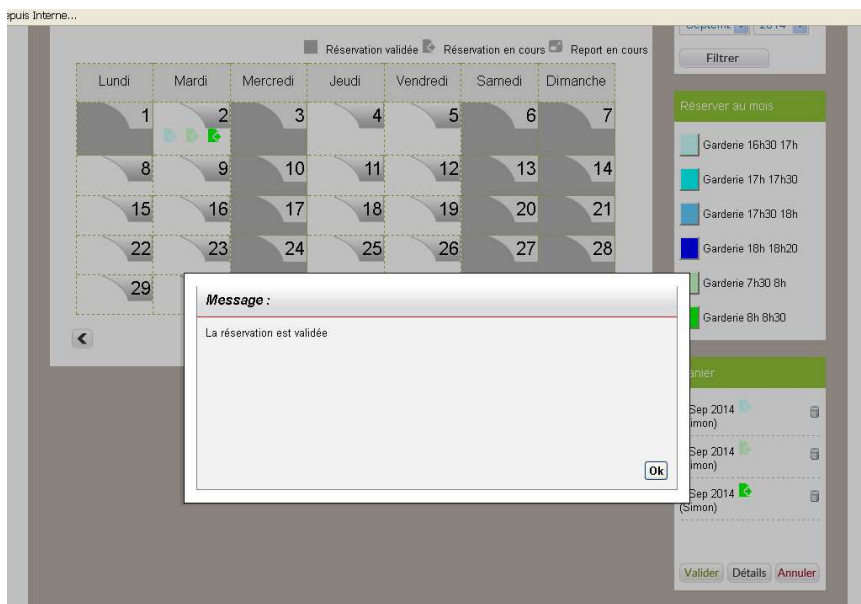 epuis Interne...
Réservation validée Réservation en cours Report en cours
Filtrer
Lundi Mardi Mercredi Jeudi Vendredi Samedi Dimanche
1 2 3 4 5 6 7
8 9 10 11 12 13 14
15 16 17 18 19 20 21
22 23 24 25 26 27 28
29
Réserver au mois
Garderie 16h30 17h
Garderie 17h 17h30
Garderie 17h30 18h
Garderie 18h 18h20
Garderie 7h30 8h
Garderie 8h 8h30
Message :
La réservation est validée
Ok
anier
Sep 2014
imon)
Sep 2014
imon)
Sep 2014
(Simon)
Valider Détails Annuler